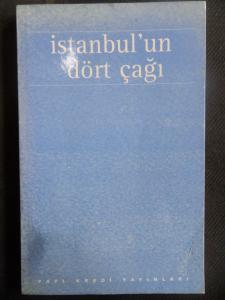 istanbul'un
dört çağı
YAPI KREDİ YAYINLARI